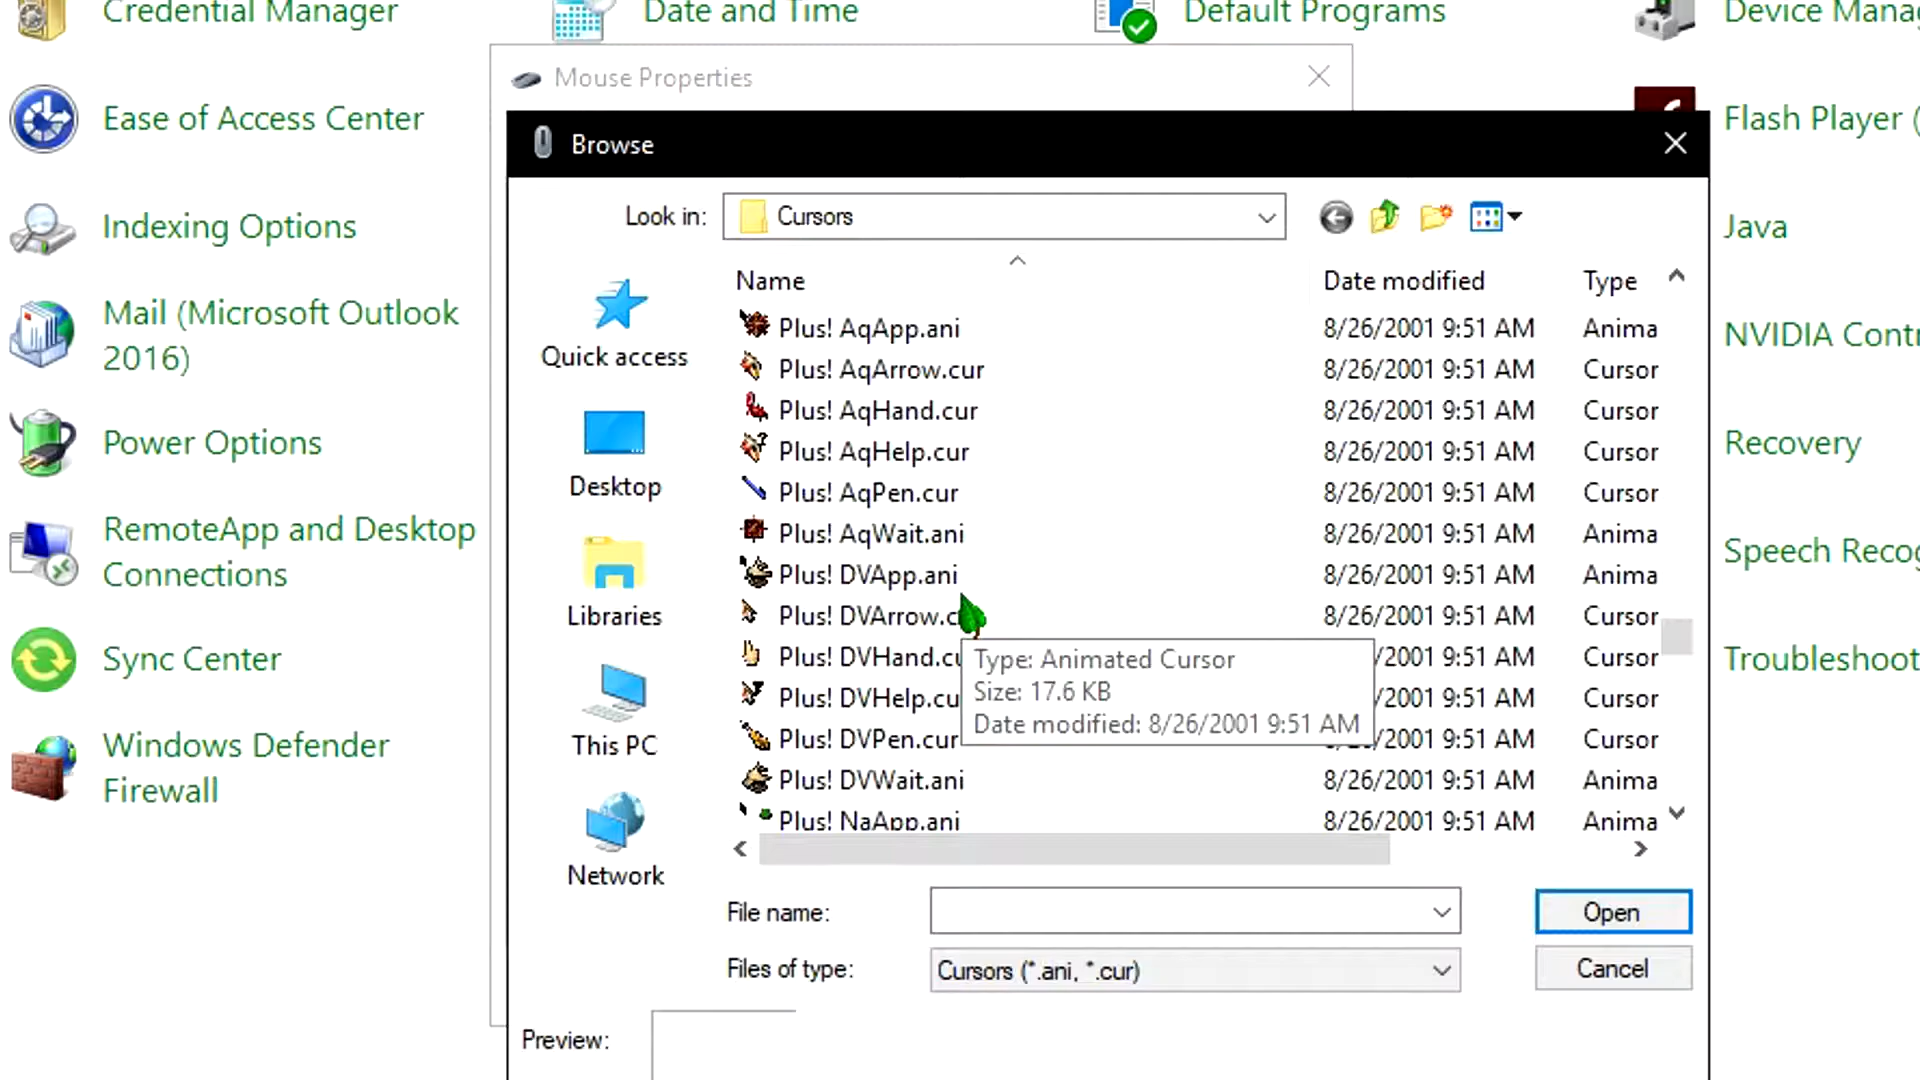 Credential Manager
Date and Time
Default Programs
Device Mana
Mouse Properties
Ease of Access Center
Flash Player (
Browse
Indexing Options
Look in:
Cursors
Java
Name
Date modified
Type
Mail (Microsoft Outlook
2016)
Quick access
Plus! AqApp.ani 8/26/2001 9:51 AM Anima
NVIDIA Contr
Plus! AqArrow.cur 8/26/2001 9:51 AM Cursor
Plus! AqHand.cur 8/26/2001 9:51 AM Cursor
Power Options
Plus! AqHelp.cur 8/26/2001 9:51 AM Cursor
Recovery
Desktop
Plus! AqPen.cur 8/26/2001 9:51 AM Cursor
RemoteApp and Desktop
Connections
Plus! AqWait.ani 8/26/2001 9:51 AM Anima
Speech Recog
Plus! DVApp.ani 8/26/2001 9:51 AM Anima
Libraries
Plus! DVArrow.c 8/26/2001 9:51 AM Cursor
Sync Center
Plus! DVHand.cu /2001 9:51 AM Cursor
Type: Animated Cursor
Troubleshoot
Size: 17.6 KB
Plus! DVHelp.cu /2001 9:51 AM Cursor
Date modified: 8/26/2001 9:51 AM
Windows Defender
Firewall
This PC
Plus! DVPen.cur /2001 9:51 AM Cursor
Plus! DVWait.ani 8/26/2001 9:51 AM Anima
Plus! NaApp.ani 8/26/2001 9:51 AM Anima
Network
File name:
Open
Files of type:
Cursors (*.ani, *.cur)
Cancel
Preview: